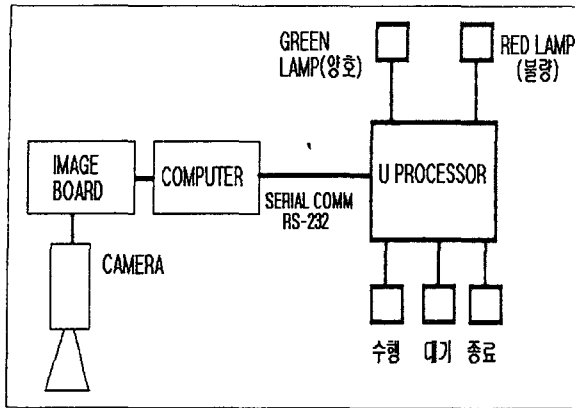 GREEN
LAMP(양호)
RED LAMP
(불량)
IMAGE
BOARD
COMPUTER
SERIAL COMM
RS-232
U PROCESSOR
CAMERA
수행 대기 종료